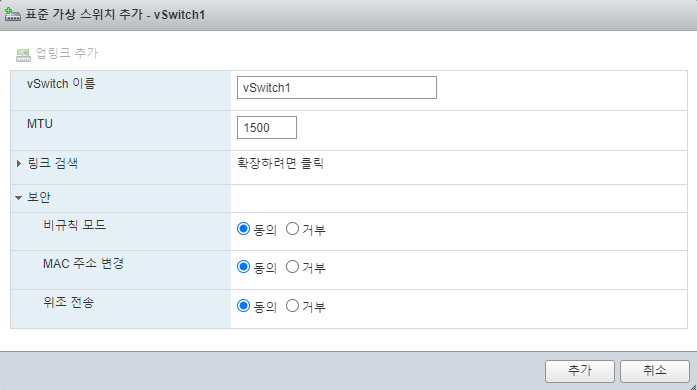 표준 가상 스위치 추가 - vSwitch1
업링크 추가
vSwitch 이름 vSwitch1
MTU 1500
링크 검색 확장하려면 클릭
보안
비규칙 모드 동의 거부
MAC 주소 변경 동의 거부
위조 전송 동의 거부
추가 취소